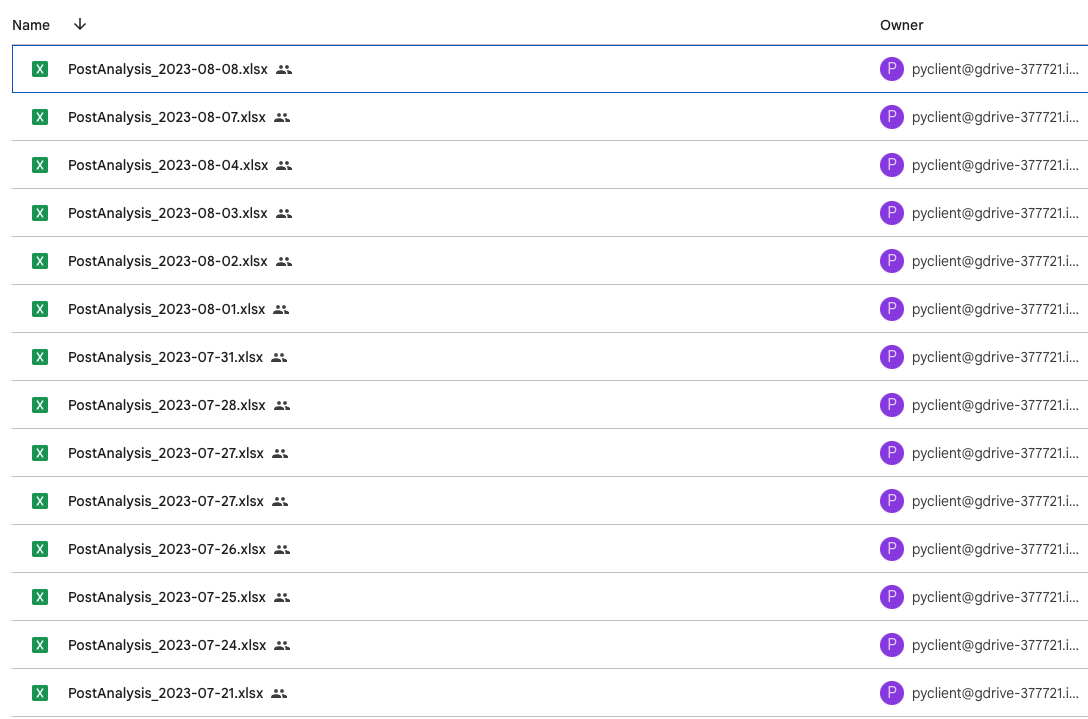 Name Owner
X PostAnalysis_2023-08-08.xlsx P pyclient@gdrive-377721.i...
X PostAnalysis_2023-08-07.xlsx P pyclient@gdrive-377721.i...
X PostAnalysis_2023-08-04.xlsx P pyclient@gdrive-377721.i...
X PostAnalysis_2023-08-03.xlsx P pyclient@gdrive-377721.i...
X PostAnalysis_2023-08-02.xlsx P pyclient@gdrive-377721.i...
X PostAnalysis_2023-08-01.xlsx P pyclient@gdrive-377721.i...
X PostAnalysis_2023-07-31.xlsx P pyclient@gdrive-377721.i...
X PostAnalysis_2023-07-28.xlsx P pyclient@gdrive-377721.i...
X PostAnalysis_2023-07-27.xlsx P pyclient@gdrive-377721.i...
X PostAnalysis_2023-07-27.xlsx P pyclient@gdrive-377721.i...
X PostAnalysis_2023-07-26.xlsx P pyclient@gdrive-377721.i...
X PostAnalysis_2023-07-25.xlsx P pyclient@gdrive-377721.i...
X PostAnalysis_2023-07-24.xlsx P pyclient@gdrive-377721.i...
X PostAnalysis_2023-07-21.xlsx P pyclient@gdrive-377721.i...